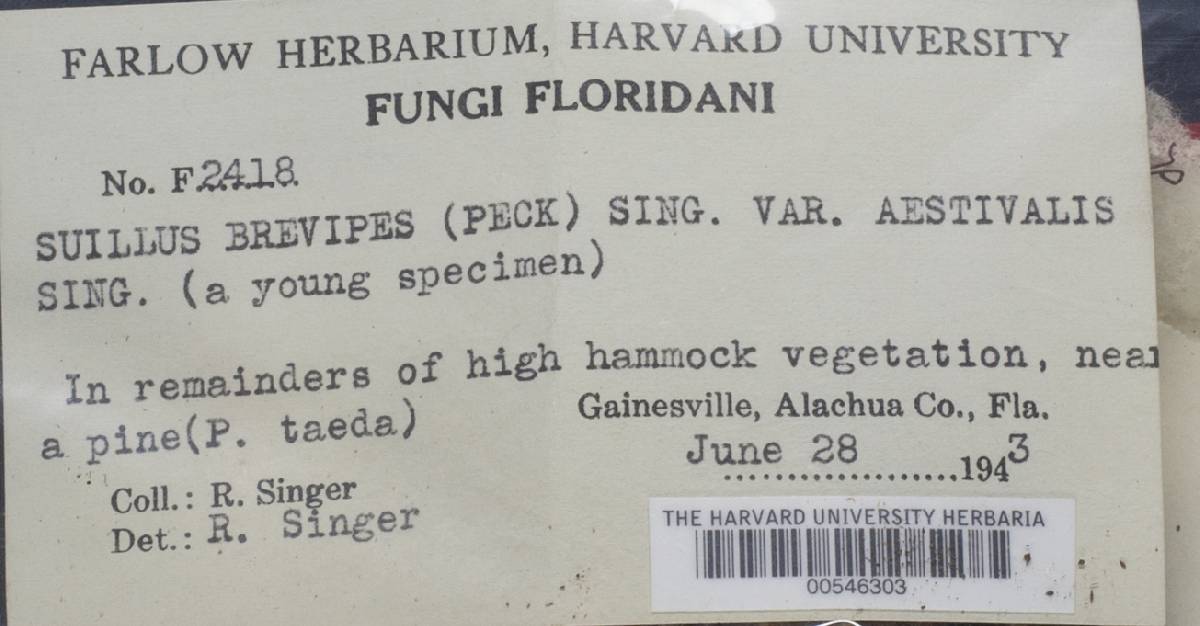 FARLOW HERBARIUM, HARVARD UNIVERSITY
FUNGI FLORIDANI
No. F2418
SUILLUS BREVIPES (PECK) SING. VAR. AESTIVALIS
SING. (a young specimen)
In remainders of high hammock vegetation, near
a pine(P. taeda)
Gainesville, Alachua Co., Fla.
June 28 1943
Coll.: R. Singer
Det.: R. Singer
THE HARVARD UNIVERSITY HERBARIA
00546303